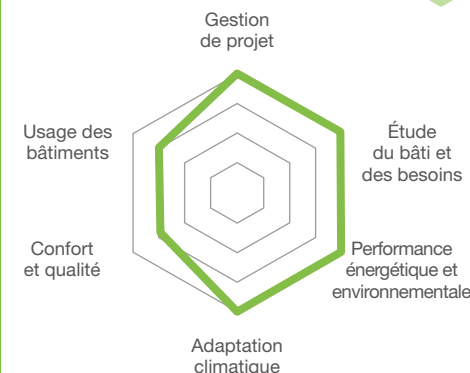 Gestion
de projet
Usage des
bâtiments
Étude
du bâti et
des besoins
Confort
et qualité
Performance
énergétique et
environnementale
Adaptation
climatique